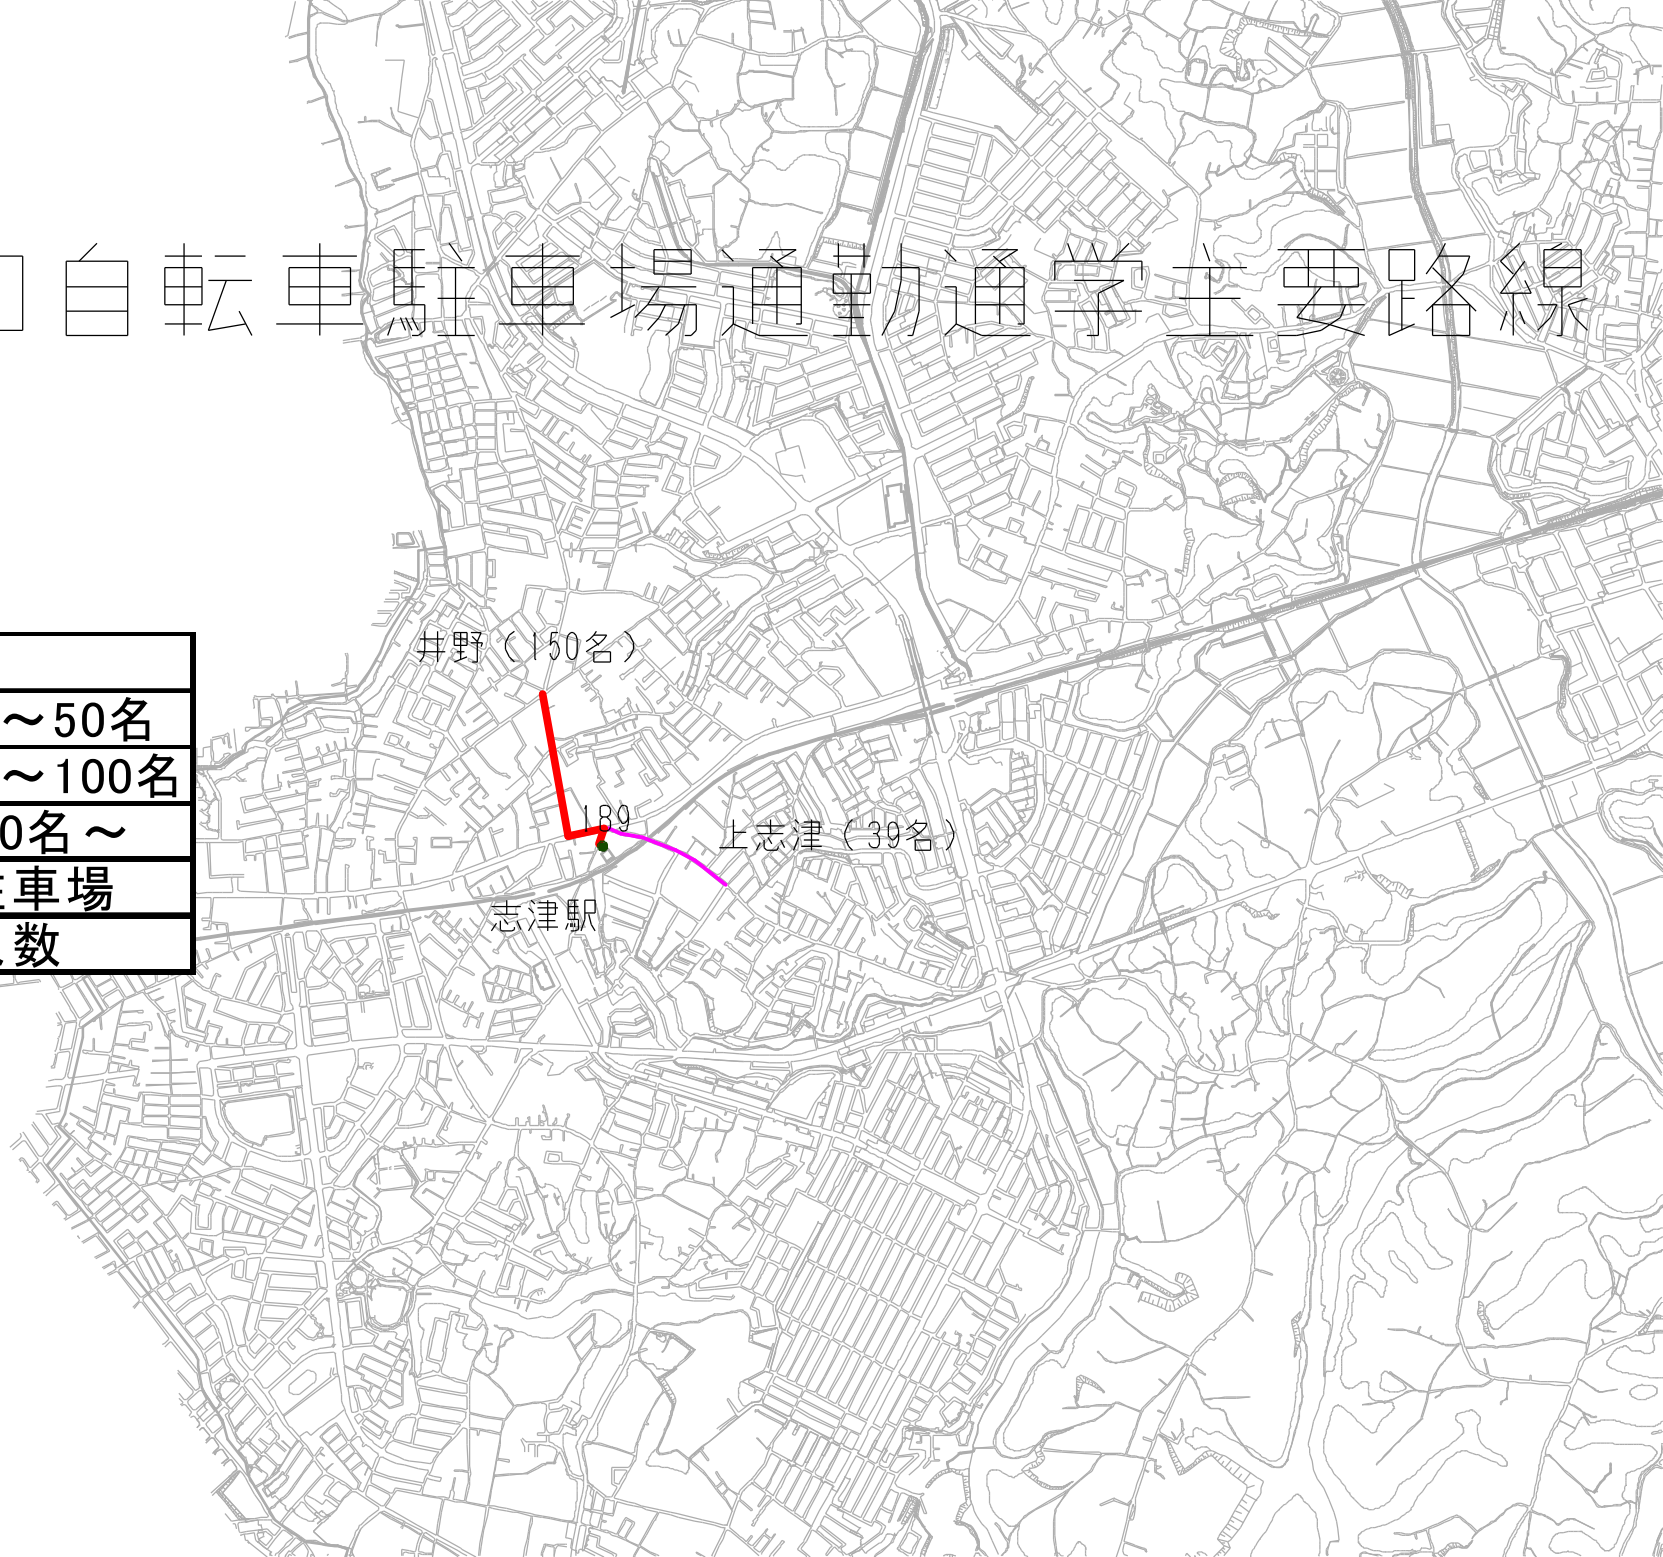 口自転車駐車場通勤通学主要路線
井野（150名）
～50名
～100名
0名～
189
上志津（39名）
車場
志津駅
数